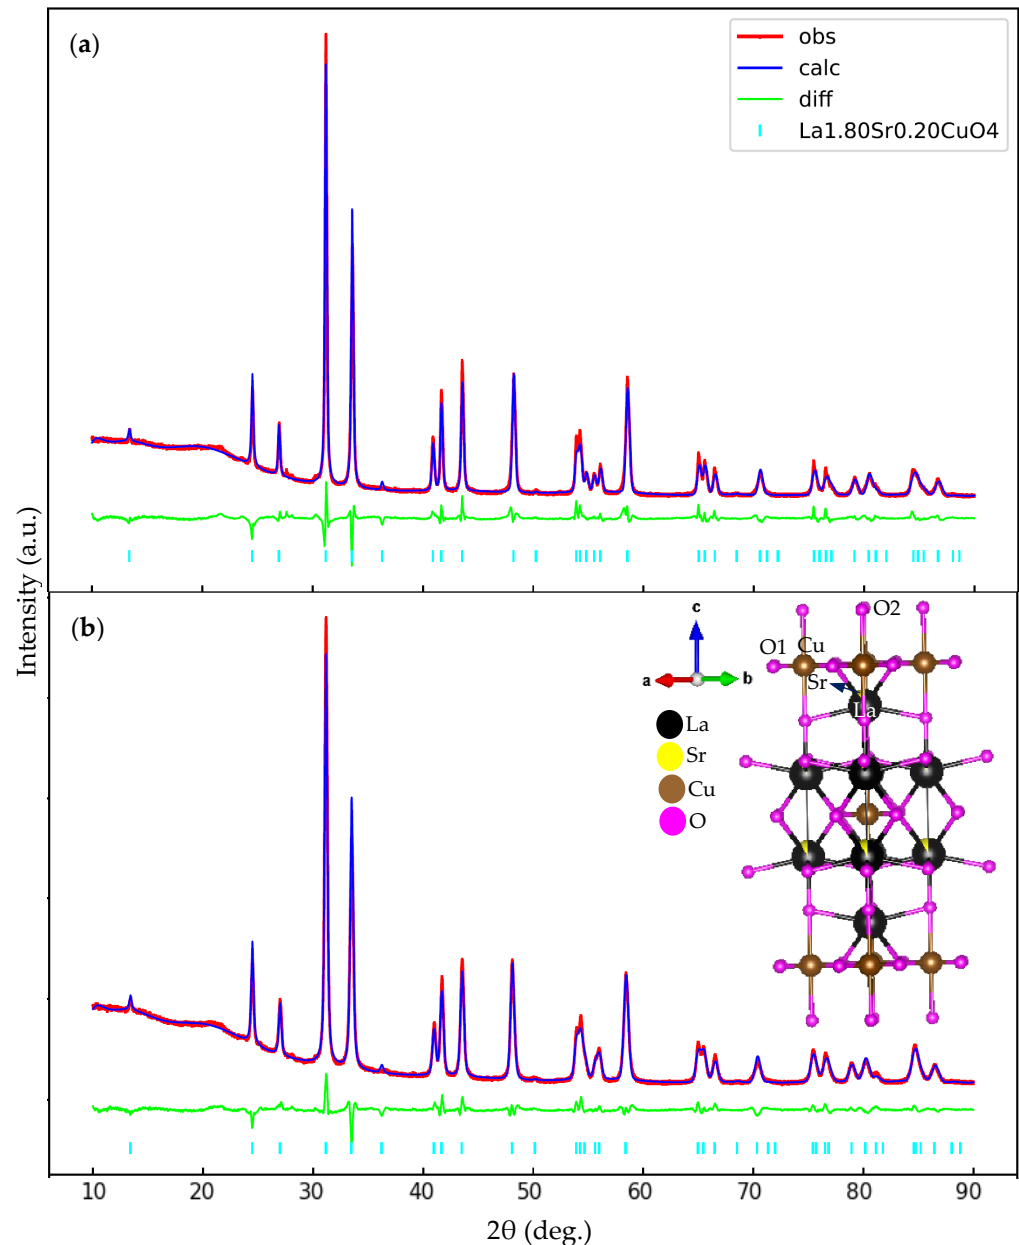 (a)
obs
calc
diff
La1.80Sr0.20CuO4
Intensity (a.u.)
(b)
c
a
b
O2
O1
Cu
Sr
La
La
Sr
Cu
O
10 20 30 40 50 60 70 80 90
2θ (deg.)